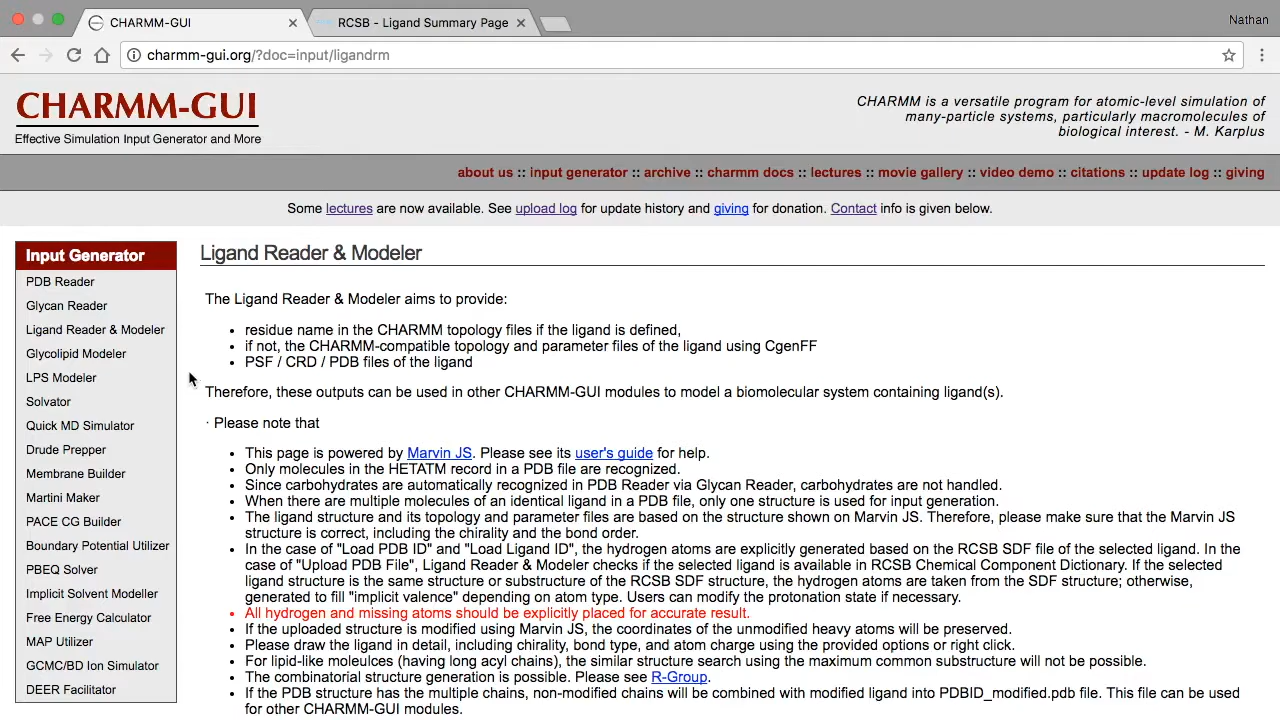 CHARMM-GUI
RCSB - Ligand Summary Page
Nathan
charmm-gui.org/?doc=input/ligandrm
CHARMM-GUI
Effective Simulation Input Generator and More
CHARMM is a versatile program for atomic-level simulation of
many-particle systems, particularly macromolecules of
biological interest. - M. Karplus
about us :: input generator :: archive :: charmm docs :: lectures :: movie gallery :: video demo :: citations :: update log :: giving
Some lectures are now available. See upload log for update history and giving for donation. Contact info is given below.
Input Generator
PDB Reader
Glycan Reader
Ligand Reader & Modeler
Glycolipid Modeler
LPS Modeler
Solvator
Quick MD Simulator
Drude Prepper
Membrane Builder
Martini Maker
PACE CG Builder
Boundary Potential Utilizer
PBEQ Solver
Implicit Solvent Modeller
Free Energy Calculator
MAP Utilizer
GCMC/BD Ion Simulator
DEER Facilitator
Ligand Reader & Modeler
The Ligand Reader & Modeler aims to provide:
• residue name in the CHARMM topology files if the ligand is defined,
• if not, the CHARMM-compatible topology and parameter files of the ligand using CgenFF
• PSF / CRD / PDB files of the ligand
Therefore, these outputs can be used in other CHARMM-GUI modules to model a biomolecular system containing ligand(s).
· Please note that
• This page is powered by Marvin JS. Please see its user's guide for help.
• Only molecules in the HETATM record in a PDB file are recognized.
• Since carbohydrates are automatically recognized in PDB Reader via Glycan Reader, carbohydrates are not handled.
• When there are multiple molecules of an identical ligand in a PDB file, only one structure is used for input generation.
• The ligand structure and its topology and parameter files are based on the structure shown on Marvin JS. Therefore, please make sure that the Marvin JS
structure is correct, including the chirality and the bond order.
• In the case of "Load PDB ID" and "Load Ligand ID", the hydrogen atoms are explicitly generated based on the RCSB SDF file of the selected ligand. In the
case of "Upload PDB File", Ligand Reader & Modeler checks if the selected ligand is available in RCSB Chemical Component Dictionary. If the selected
ligand structure is the same structure or substructure of the RCSB SDF structure, the hydrogen atoms are taken from the SDF structure; otherwise,
generated to fill "implicit valence" depending on atom type. Users can modify the protonation state if necessary.
• All hydrogen and missing atoms should be explicitly placed for accurate result.
• If the uploaded structure is modified using Marvin JS, the coordinates of the unmodified heavy atoms will be preserved.
• Please draw the ligand in detail, including chirality, bond type, and atom charge using the provided options or right click.
• For lipid-like moleulces (having long acyl chains), the similar structure search using the maximum common substructure will not be possible.
• The combinatorial structure generation is possible. Please see R-Group.
• If the PDB structure has the multiple chains, non-modified chains will be combined with modified ligand into PDBID_modified.pdb file. This file can be used
for other CHARMM-GUI modules.